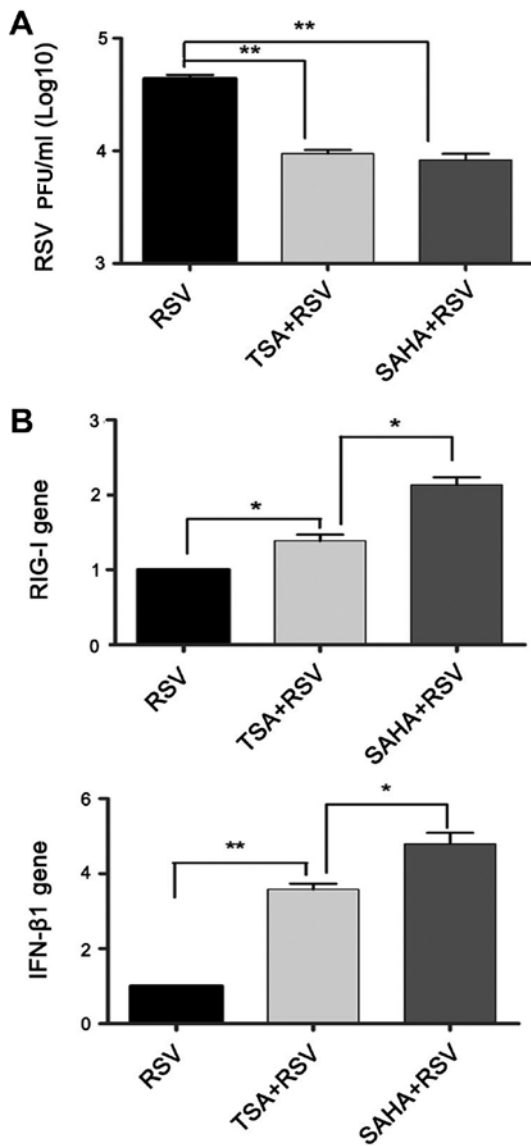 A
RSV PFU/ml (Log10)
5
4
3
**
**
RSV
TSA+RSV
SAHA+RSV
B
RIG-I gene
3
2
1
0
*
*
RSV
TSA+RSV
SAHA+RSV
IFN-β1 gene
6
4
2
0
**
*
RSV
TSA+RSV
SAHA+RSV